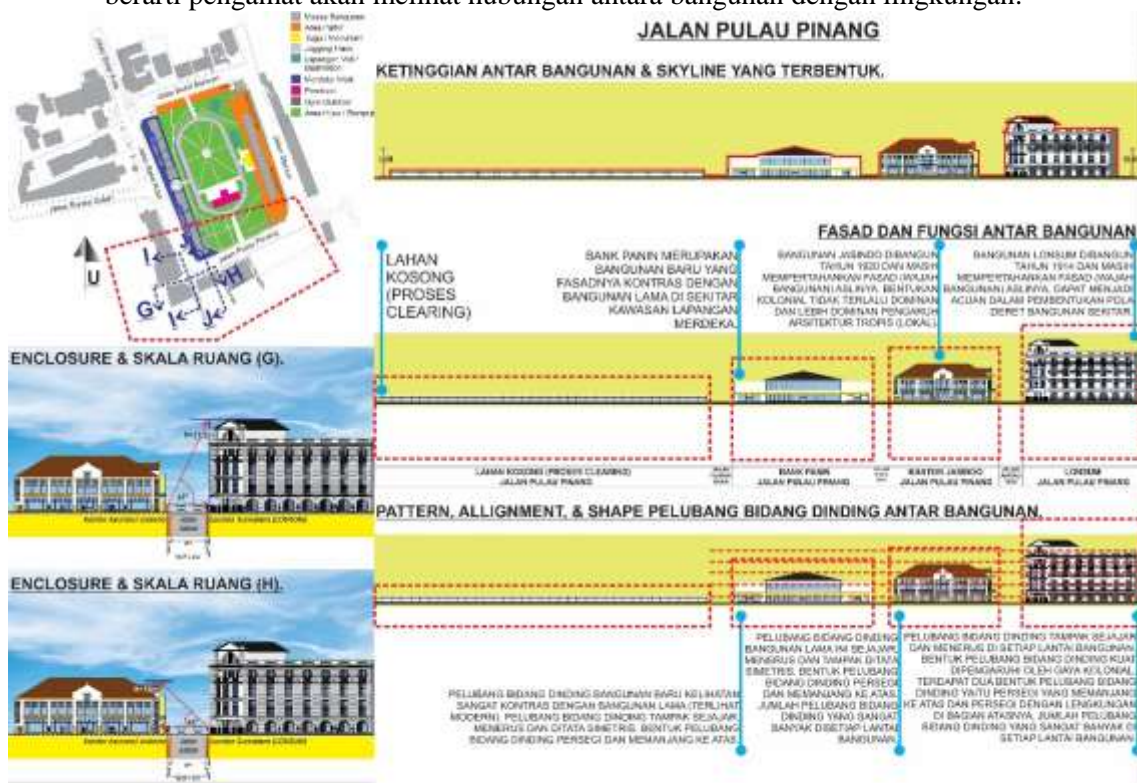 berarti pengamat akan melihat hubungan antara bangunan dengan lingkungan.
JALAN PULAU PINANG
KETINGGIAN ANTAR BANGUNAN & SKYLINE YANG TERBENTUK.
Massa Bangunan
U
I
G
H
I
J
FASAD DAN FUNGSI ANTAR BANGUNAN
LAHAN
KOSONG
(PROSES
CLEARING)
BANK PANIN MERUPAKAN
BANGUNAN BARU YANG
FASADNYA KONTRAS DENGAN
BANGUNAN LAMA DI SEKITAR
KAWASAN LAPANGAN
MERDEKA.
BANGUNAN JASINDO DIBANGUN
TAHUN 1920 DAN MASIH
MEMPERTAHANKAN FASAD (WAJAH
BANGUNAN) ASLINYA. BENTUKAN
KOLONIAL TIDAK TERLALU DOMINAN
DAN LEBIH DOMINAN PENGARUH
ARSITEKTUR TROPIS (LOKAL).
BANGUNAN LONSUM DIBANGUN
TAHUN 1914 DAN MASIH
MEMPERTAHANKAN FASAD (WAJAH
BANGUNAN) ASLINYA. DAPAT MENJADI
ACUAN DALAM PEMBENTUKAN POLA
DERET BANGUNAN SEKITAR.
LAHAN KOSONG (PROSES CLEARING)
JALAN PULAU PINANG
BANK PANIN
JALAN PULAU PINANG
KANTOR JASINDO
JALAN PULAU PINANG
LONSUM
JALAN PULAU PINANG
ENCLOSURE & SKALA RUANG (G).
ENCLOSURE & SKALA RUANG (H).
PATTERN, ALLIGNMENT, & SHAPE PELUBANG BIDANG DINDING ANTAR BANGUNAN.
PELUBANG BIDANG DINDING BANGUNAN BARU KELIHATAN
SANGAT KONTRAS DENGAN BANGUNAN LAMA (TERLIHAT
MODERN). PELUBANG BIDANG DINDING TAMPAK SEJAJAR,
MENERUS DAN DITATA SIMETRIS. BENTUK PELUBANG
BIDANG DINDING PERSEGI DAN MEMANJANG KE ATAS.
PELUBANG BIDANG DINDING
BANGUNAN LAMA INI SEJAJAR,
MENERUS DAN TAMPAK DITATA
SIMETRIS. BENTUK PELUBANG
BIDANG DINDING PERSEGI
DAN MEMANJANG KE ATAS.
JUMLAH PELUBANG BIDANG
DINDING YANG SANGAT
BANYAK DISETIAP LANTAI
BANGUNAN.
PELUBANG BIDANG DINDING TAMPAK SEJAJAR
DAN MENERUS DI SETIAP LANTAI BANGUNAN.
BENTUK PELUBANG BIDANG DINDING KUAT
DIPENGARUHI OLEH GAYA KOLONIAL.
TERDAPAT DUA BENTUK PELUBANG BIDANG
DINDING YAITU PERSEGI YANG MEMANJANG
KE ATAS DAN PERSEGI DENGAN LENGKUNGAN
DI BAGIAN ATASNYA. JUMLAH PELUBANG
BIDANG DINDING YANG SANGAT BANYAK DI
SETIAP LANTAI BANGUNAN.